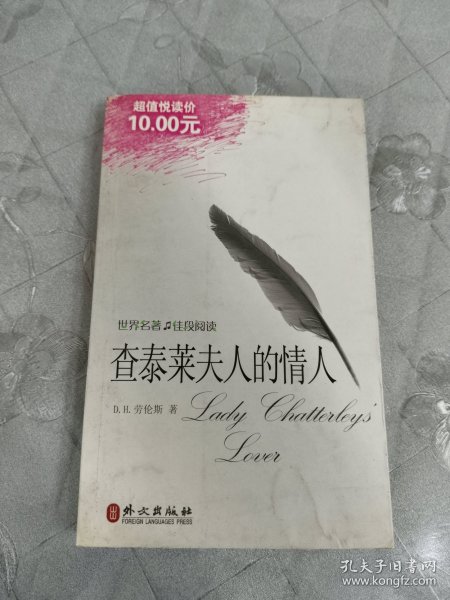 超值悦读价
10.00元
世界名著♫佳段阅读
查泰莱夫人的情人
D.H. 劳伦斯 著
Lady Chatterleys'
Lover
外文出版社
FOREIGN LANGUAGES PRESS
孔夫子旧书网
www.kongfz.com